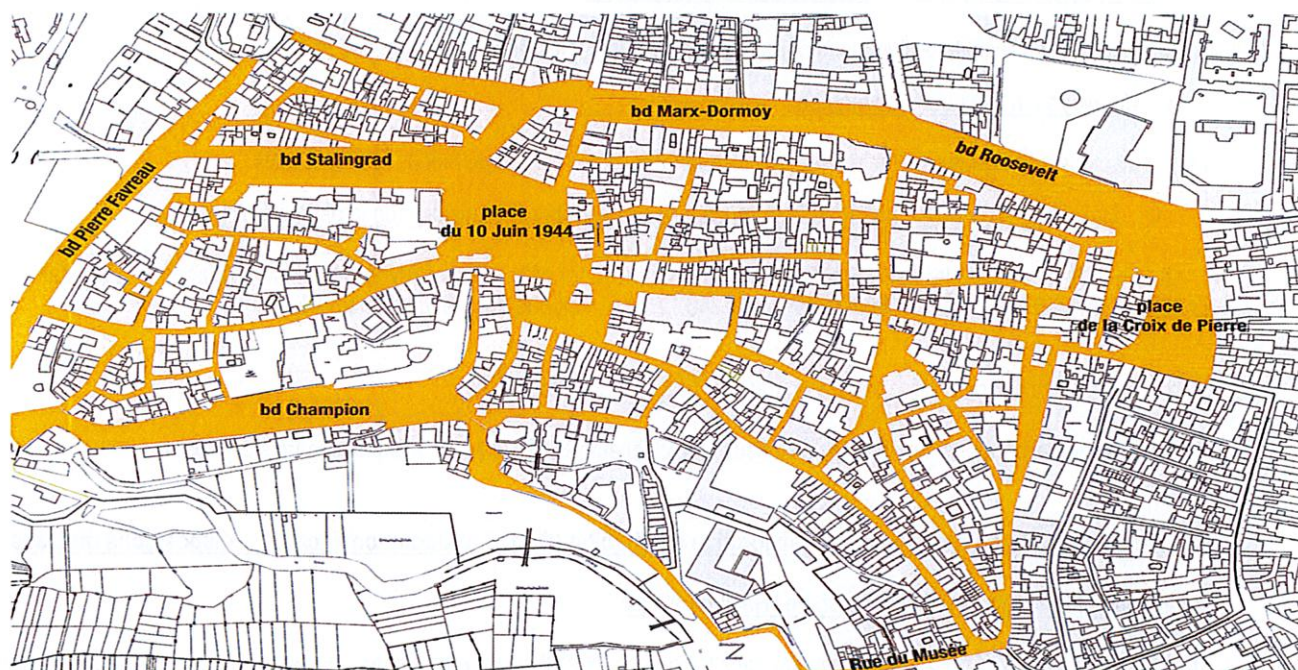 bd Marx-Dormoy
bd Roosevelt
bd Stalingrad
bd Pierre Favreau
place
du 10 Juin 1944
place
de la Croix de Pierre
bd Champion
Rue du Musée